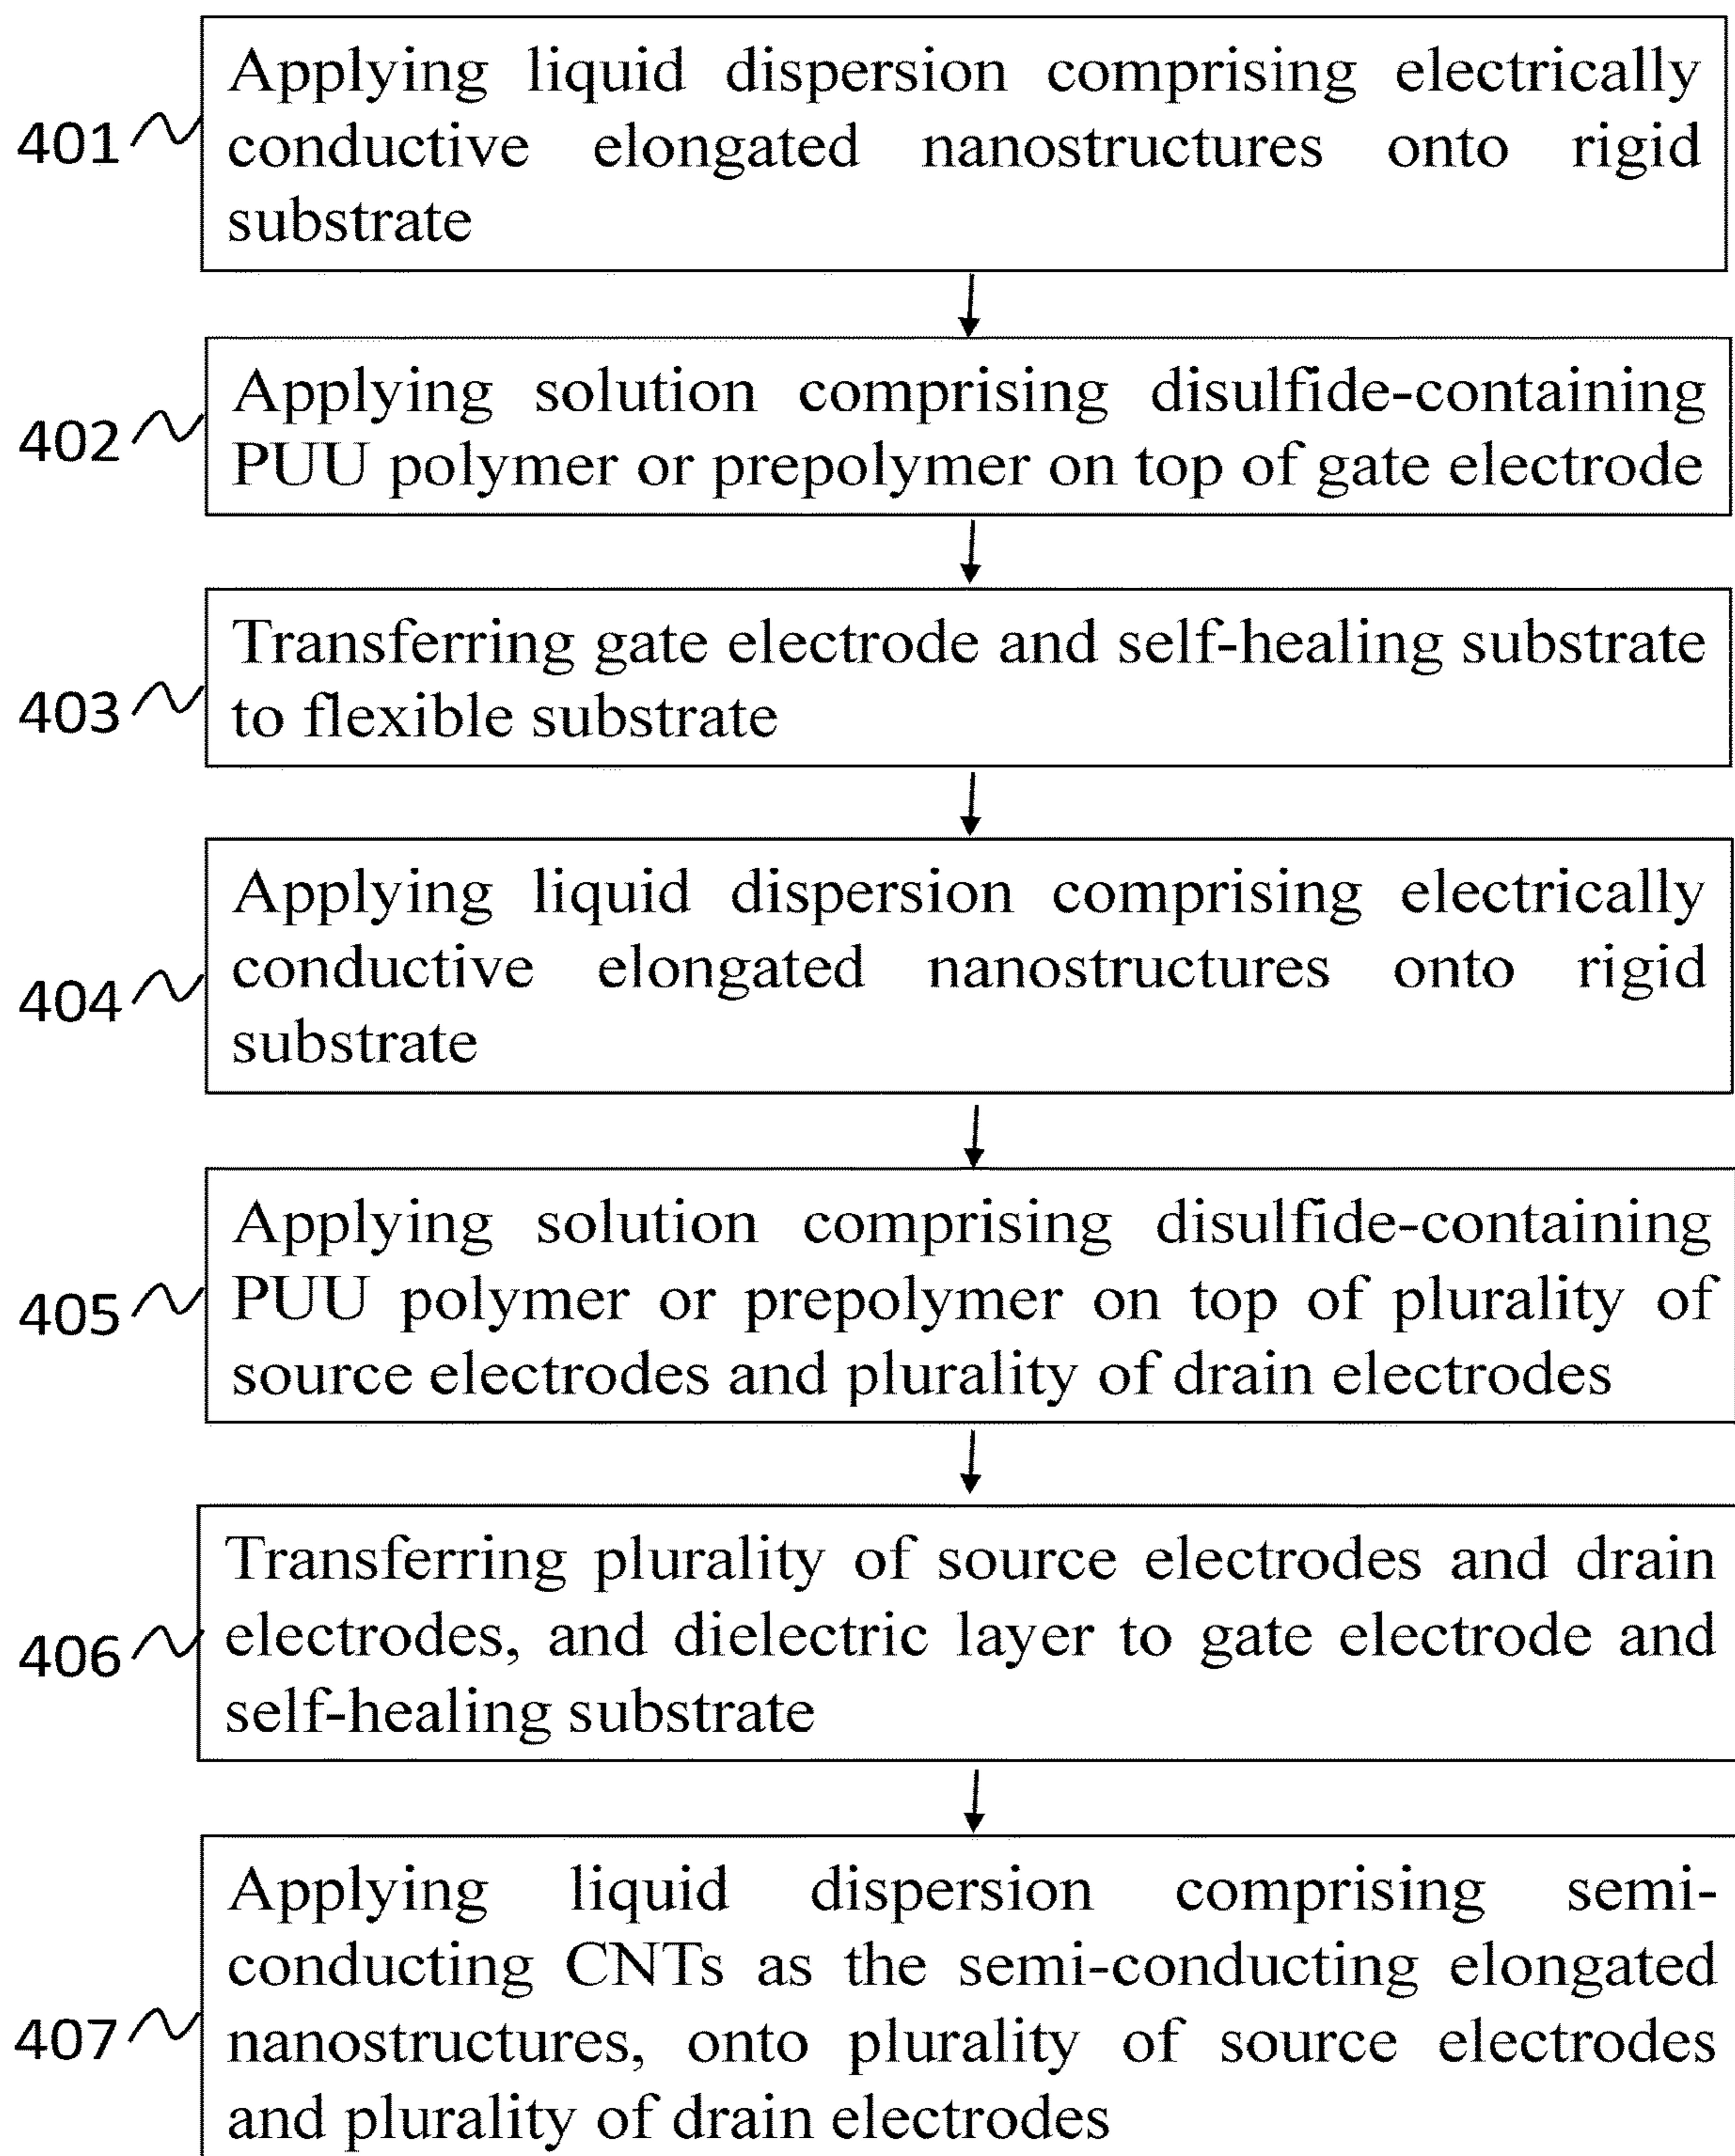 Applying liquid dispersion comprising electrically
401 conductive elongated nanostructures onto rigid
substrate
Applying solution comprising disulfide-containing
402 PUU polymer or prepolymer on top of gate electrode
Transferring gate electrode and self-healing substrate
403 to flexible substrate
Applying liquid dispersion comprising electrically
404 conductive elongated nanostructures onto rigid
substrate
Applying solution comprising disulfide-containing
405 PUU polymer or prepolymer on top of plurality of
source electrodes and plurality of drain electrodes
Transferring plurality of source electrodes and drain
406 electrodes, and dielectric layer to gate electrode and
self-healing substrate
Applying liquid dispersion comprising semi-
conducting CNTs as the semi-conducting elongated
407 nanostructures, onto plurality of source electrodes
and plurality of drain electrodes